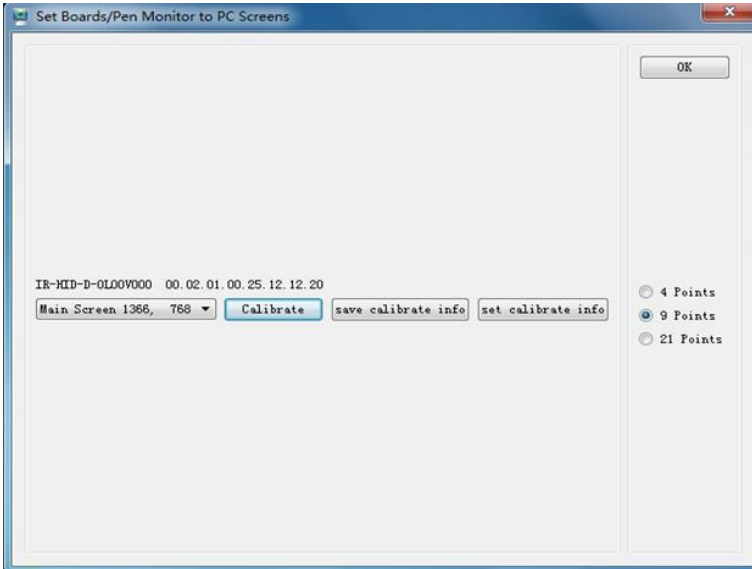 Set Boards/Pen Monitor to PC Screens
OK
IR-HID-D-OLOOV000 00.02.01.00.25.12.12.20
Main Screen 1366, 768
Calibrate
save calibrate info
set calibrate info
4 Points
9 Points
21 Points